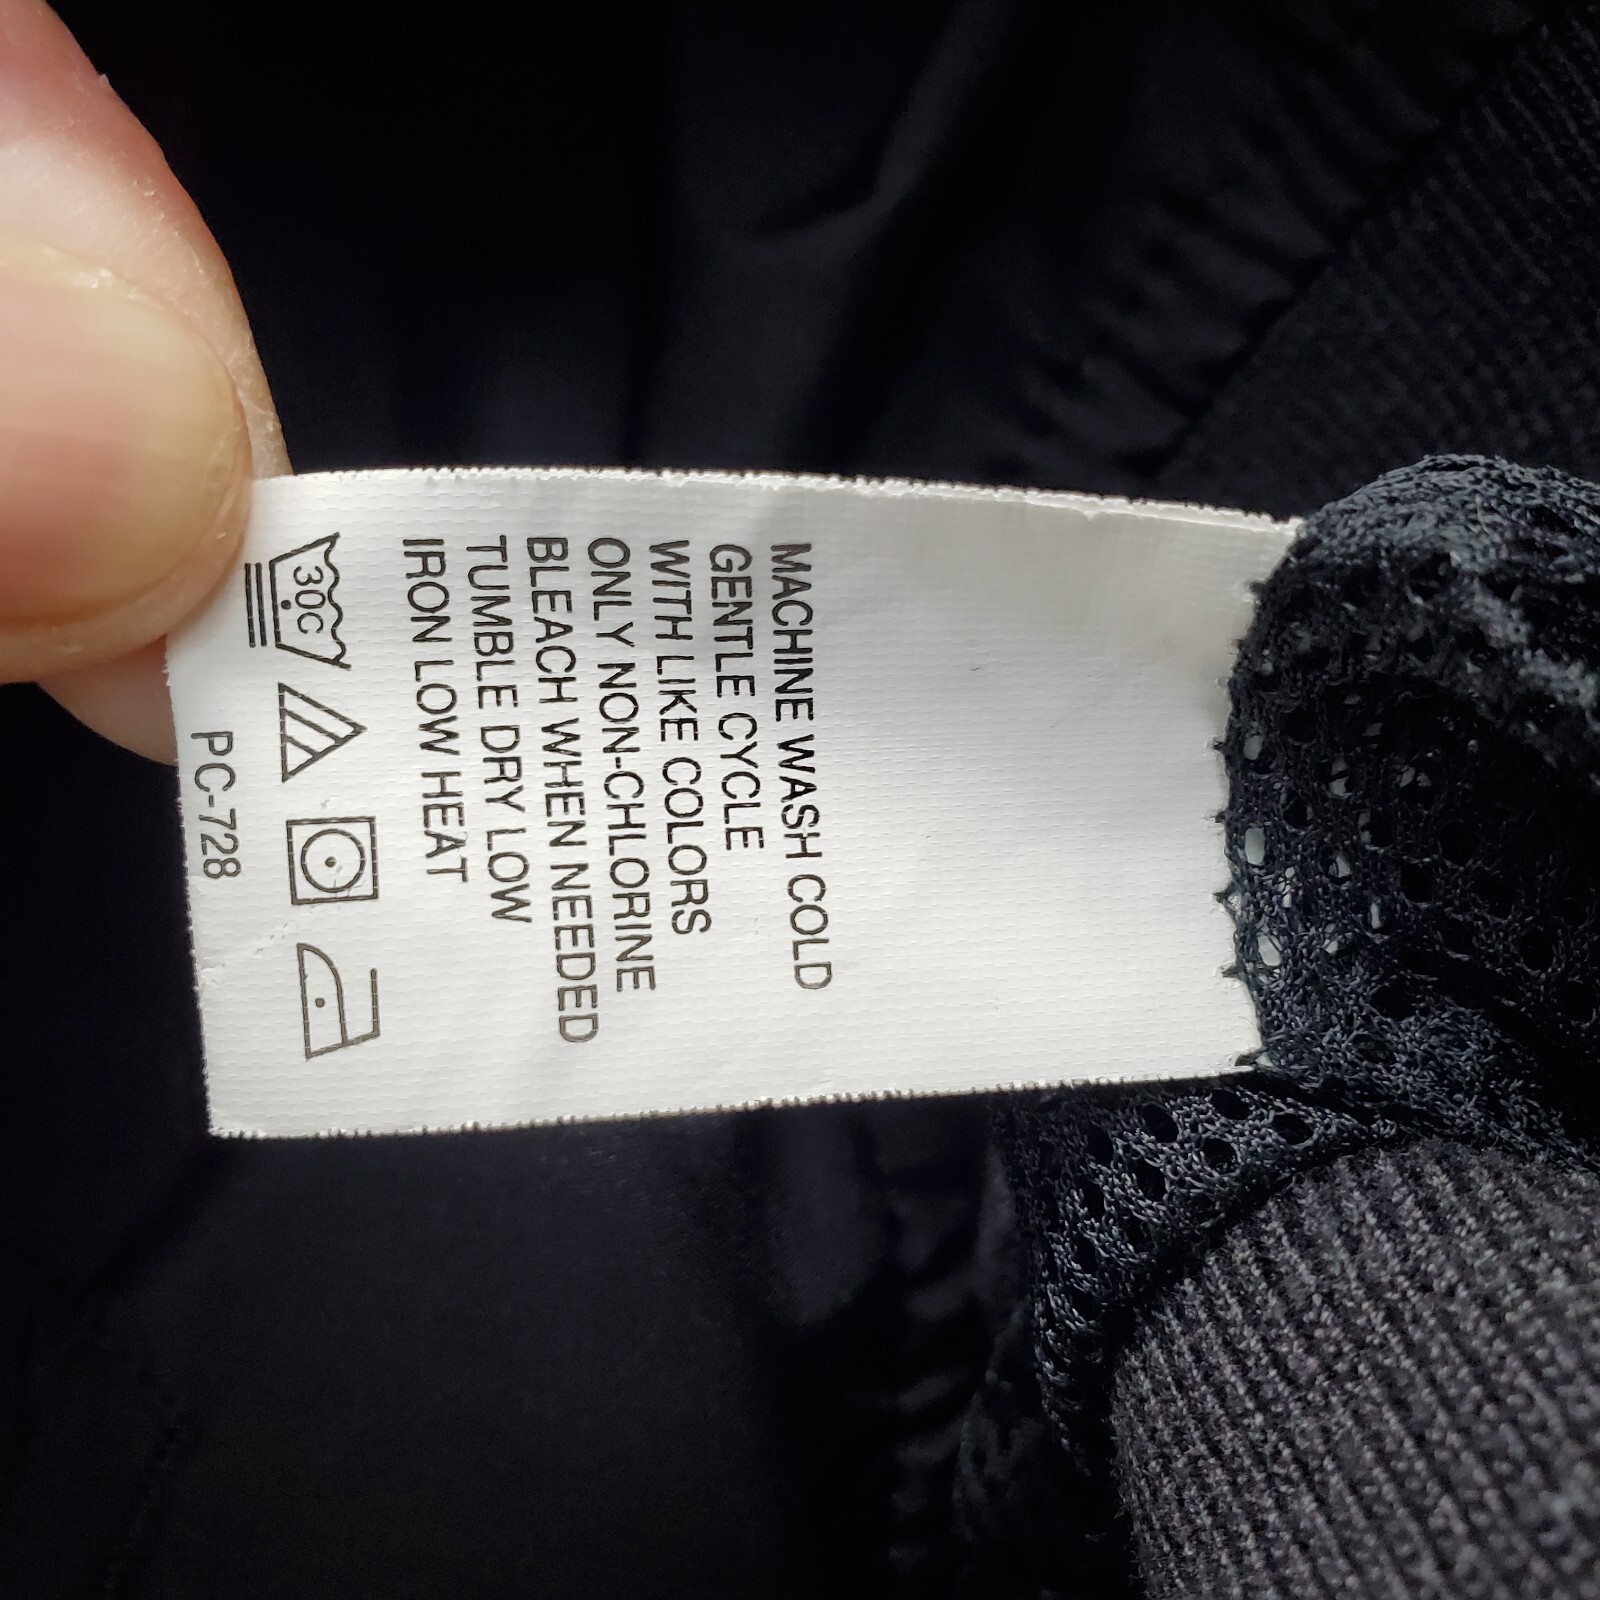 MACHINE WASH COLD
GENTLE CYCLE
WITH LIKE COLORS
ONLY NON-CHLORINE
BLEACH WHEN NEEDED
TUMBLE DRY LOW
IRON LOW HEAT
30C
PC-728